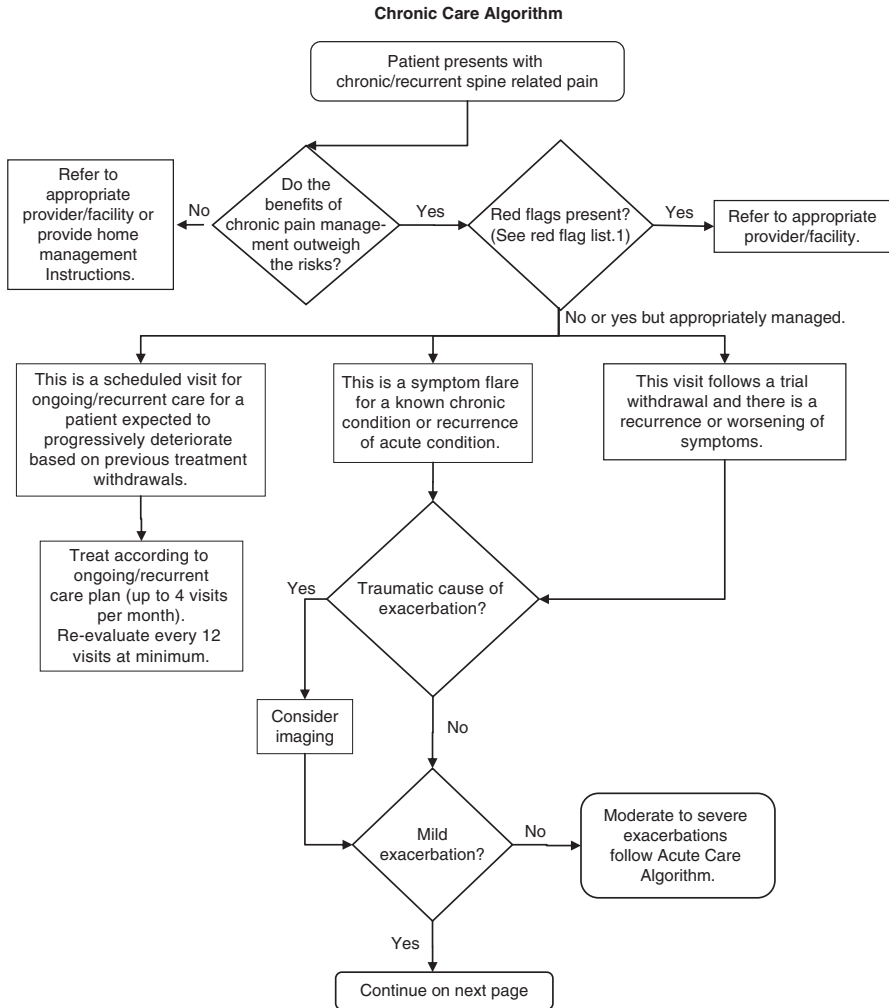 Chronic Care Algorithm
Patient presents with
chronic/recurrent spine related pain
Refer to
appropriate
provider/facility or
provide home
management
Instructions.
No
Do the
benefits of
chronic pain manage-
ment outweigh
the risks?
Yes
Red flags present?
(See red flag list.1)
Yes
Refer to appropriate
provider/facility.
No or yes but appropriately managed.
This is a scheduled visit for
ongoing/recurrent care for a
patient expected to
progressively deteriorate
based on previous treatment
withdrawals.
This is a symptom flare
for a known chronic
condition or recurrence
of acute condition.
This visit follows a trial
withdrawal and there is a
recurrence or worsening of
symptoms.
Treat according to
ongoing/recurrent
care plan (up to 4 visits
per month).
Re-evaluate every 12
visits at minimum.
Yes
Traumatic cause of
exacerbation?
Consider
imaging
No
Mild
exacerbation?
No
Moderate to severe
exacerbations
follow Acute Care
Algorithm.
Yes
Continue on next page